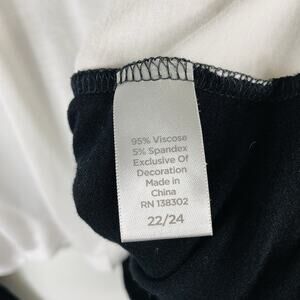 95% Viscose
5% Spandex
Exclusive Of
Decoration
Made in
China
RN 138302
22/24